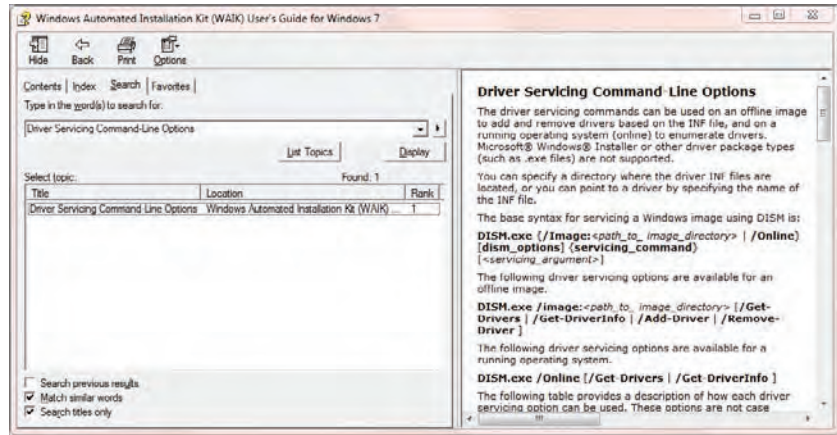 Windows Automated Installation Kit (WAIK) User's Guide for Windows 7
Hide Back Print Options
Contents Index Search Favorites
Type in the word(s) to search for:
Driver Servicing Command-Line Options
List Topics Display
Select topic: Found: 1
Title Location Rank
Driver Servicing Command-Line Options Windows Automated Installation Kit (WAIK) ... 1
Search previous results
Match similar words
Search titles only
Driver Servicing Command-Line Options
The driver servicing commands can be used on an offline image
to add and remove drivers based on the INF file, and on a
running operating system (online) to enumerate drivers.
Microsoft® Windows® Installer or other driver package types
(such as .exe files) are not supported.
You can specify a directory where the driver INF files are
located, or you can point to a driver by specifying the name of
the INF file.
The base syntax for servicing a Windows image using DISM is:
DISM.exe {/Image:<path_to_ image_directory> | /Online}
[dism_options] {servicing_command}
[<servicing_argument>]
The following driver servicing options are available for an
offline image.
DISM.exe /image:<path_to_ image_directory> [/Get-
Drivers | /Get-DriverInfo | /Add-Driver | /Remove-
Driver ]
The following driver servicing options are available for a
running operating system.
DISM.exe /Online [/Get-Drivers | /Get-DriverInfo ]
The following table provides a description of how each driver
servicing option can be used. These options are not case